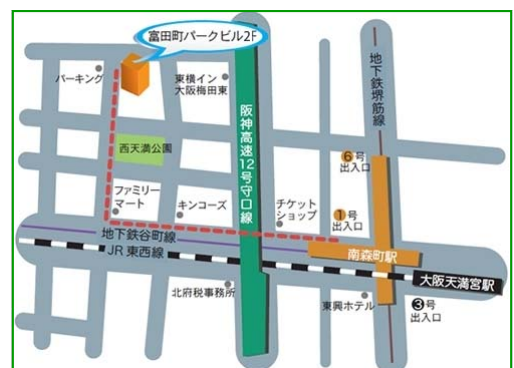 富田町パークビル2F
パーキング
東横イン
大阪梅田東
地下鉄堺筋線
阪神高速12号守口線
西天満公園
⑥号
出入口
ファミリー
マート
キンコーズ
チケット
ショップ
①号
出入口
地下鉄谷町線
JR東西線
南森町駅
大阪天満宮駅
北府税事務所
東興ホテル
❸号
出入口